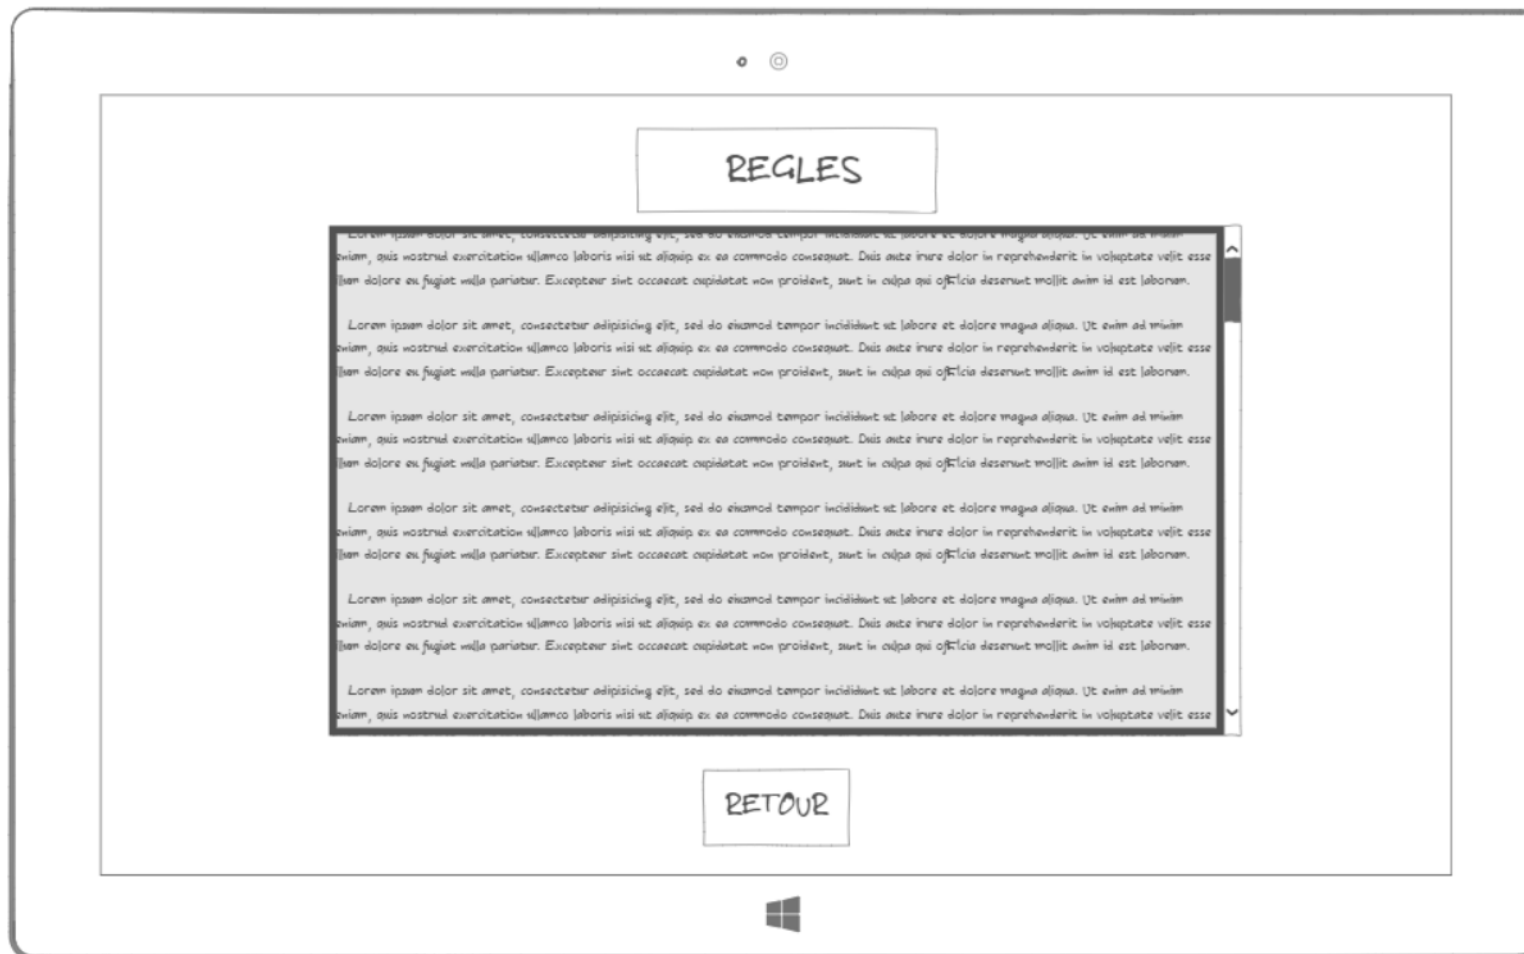 REGLES
Lorem ipsum dolor sit amet, consectetur adipisicing elit, sed do eiusmod tempor incididunt ut labore et dolore magna aliqua. Ut enim ad minim
eniam, quis nostrud exercitation ullamco laboris nisi ut aliquip ex ea commodo consequat. Duis aute irure dolor in reprehenderit in voluptate velit esse
llum dolore eu fugiat nulla pariatur. Excepteur sint occaecat cupidatat non proident, sunt in culpa qui officia deserunt mollit anim id est laborum.
Lorem ipsum dolor sit amet, consectetur adipisicing elit, sed do eiusmod tempor incididunt ut labore et dolore magna aliqua. Ut enim ad minim
eniam, quis nostrud exercitation ullamco laboris nisi ut aliquip ex ea commodo consequat. Duis aute irure dolor in reprehenderit in voluptate velit esse
llum dolore eu fugiat nulla pariatur. Excepteur sint occaecat cupidatat non proident, sunt in culpa qui officia deserunt mollit anim id est laborum.
Lorem ipsum dolor sit amet, consectetur adipisicing elit, sed do eiusmod tempor incididunt ut labore et dolore magna aliqua. Ut enim ad minim
eniam, quis nostrud exercitation ullamco laboris nisi ut aliquip ex ea commodo consequat. Duis aute irure dolor in reprehenderit in voluptate velit esse
llum dolore eu fugiat nulla pariatur. Excepteur sint occaecat cupidatat non proident, sunt in culpa qui officia deserunt mollit anim id est laborum.
Lorem ipsum dolor sit amet, consectetur adipisicing elit, sed do eiusmod tempor incididunt ut labore et dolore magna aliqua. Ut enim ad minim
eniam, quis nostrud exercitation ullamco laboris nisi ut aliquip ex ea commodo consequat. Duis aute irure dolor in reprehenderit in voluptate velit esse
llum dolore eu fugiat nulla pariatur. Excepteur sint occaecat cupidatat non proident, sunt in culpa qui officia deserunt mollit anim id est laborum.
Lorem ipsum dolor sit amet, consectetur adipisicing elit, sed do eiusmod tempor incididunt ut labore et dolore magna aliqua. Ut enim ad minim
eniam, quis nostrud exercitation ullamco laboris nisi ut aliquip ex ea commodo consequat. Duis aute irure dolor in reprehenderit in voluptate velit esse
llum dolore eu fugiat nulla pariatur. Excepteur sint occaecat cupidatat non proident, sunt in culpa qui officia deserunt mollit anim id est laborum.
Lorem ipsum dolor sit amet, consectetur adipisicing elit, sed do eiusmod tempor incididunt ut labore et dolore magna aliqua. Ut enim ad minim
eniam, quis nostrud exercitation ullamco laboris nisi ut aliquip ex ea commodo consequat. Duis aute irure dolor in reprehenderit in voluptate velit esse
RETOUR